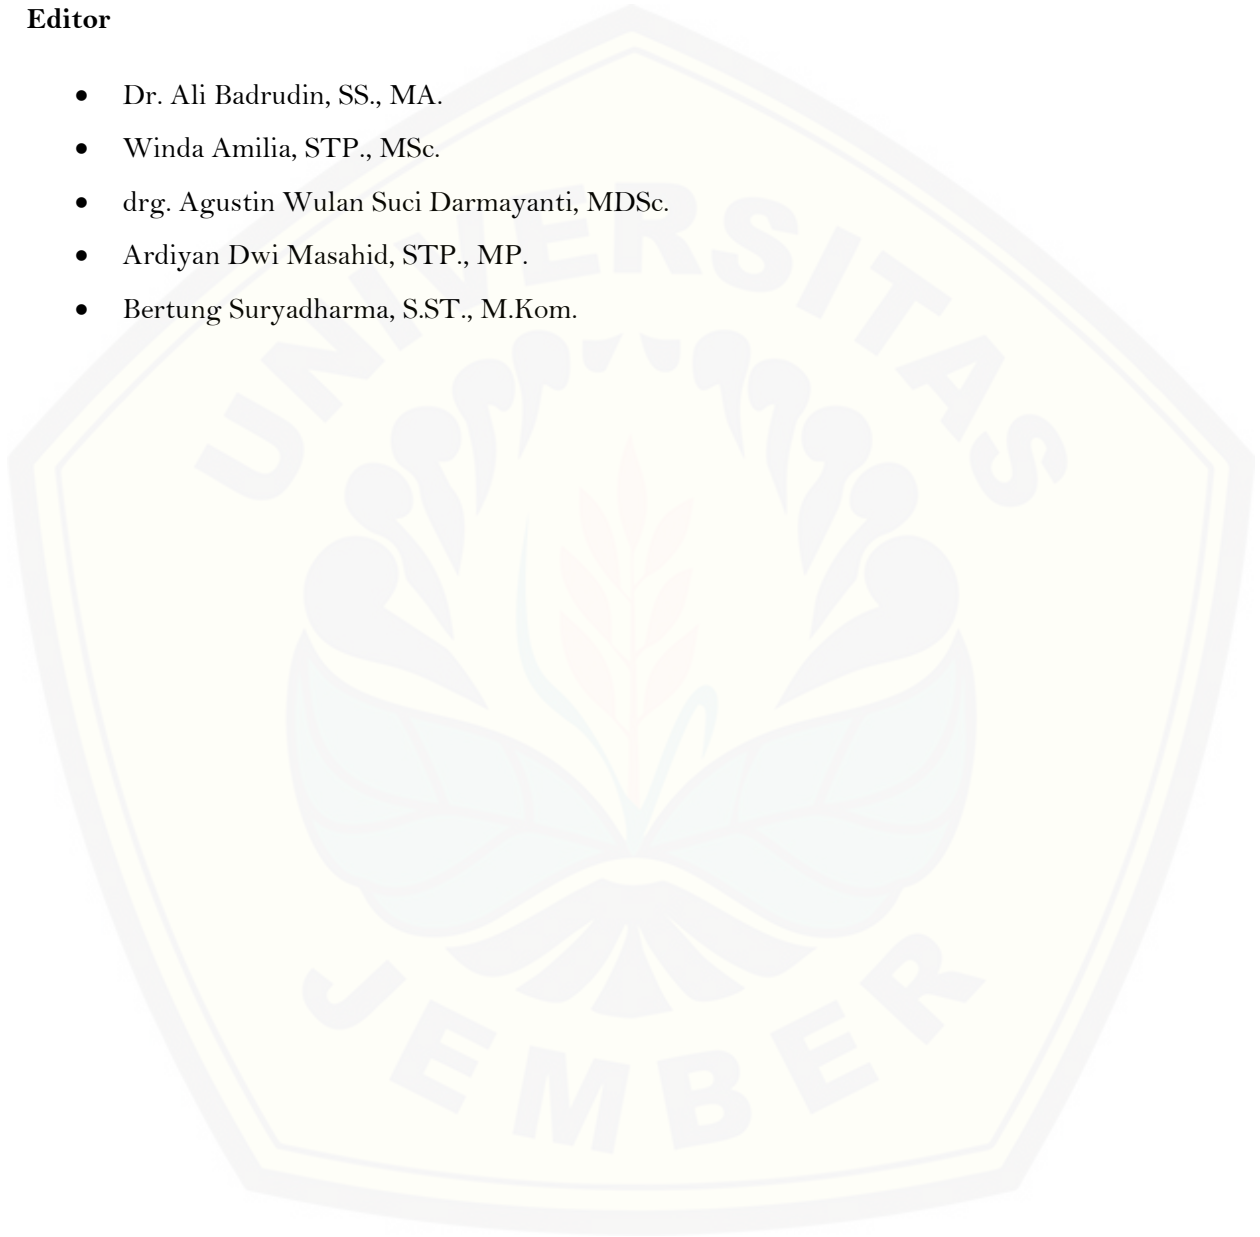 Editor
• Dr. Ali Badrudin, SS., MA.
• Winda Amilia, STP., MSc.
• drg. Agustin Wulan Suci Darmayanti, MDSc.
• Ardiyan Dwi Masahid, STP., MP.
• Bertung Suryadharma, S.ST., M.Kom.
UNIVERSITAS
JEMBER